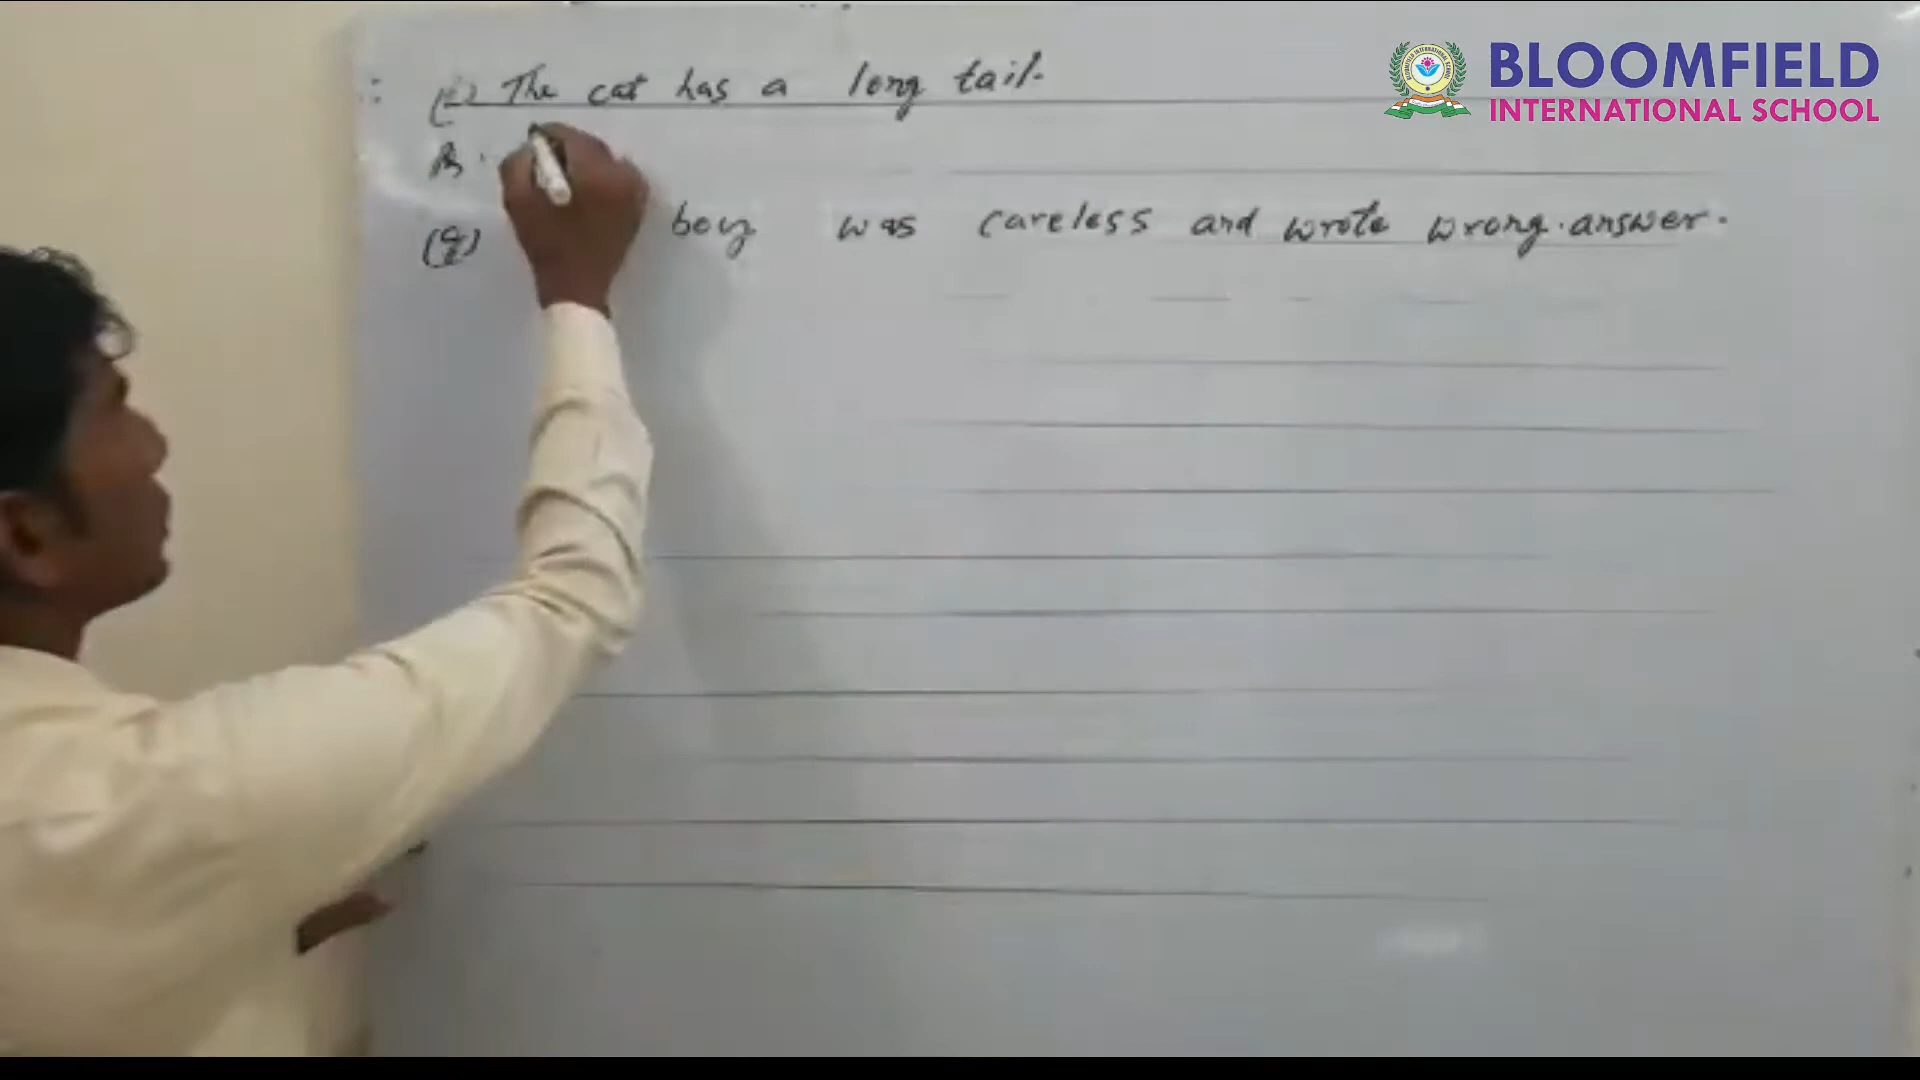 The cat has a long tail.
boy was careless and wrote wrong answer.
BLOOMFIELD
INTERNATIONAL SCHOOL